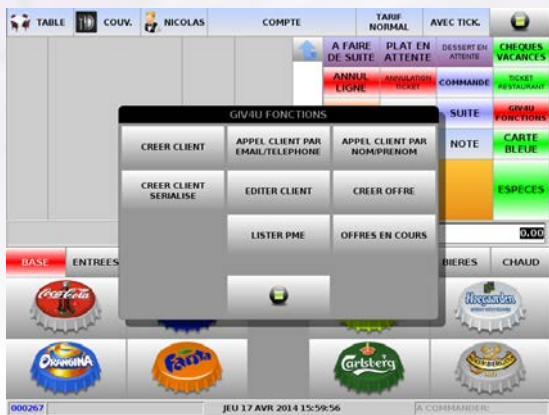 TABLE
COUV.
NICOLAS
COMPTE
TARIF
NORMAL
AVEC TICK.
A FAIRE
DE SUITE
PLAT EN
ATTENTE
DESSERT EN
ATTENTE
CHEQUES
VACANCES
ANNUL
LIGNE
ANNULATION
TICKET
COMMANDE
TICKET
RESTAURANT
GIV4U FONCTIONS
SUITE
GIV4U
FONCTIONS
CREER CLIENT
APPEL CLIENT PAR
EMAIL/TELEPHONE
APPEL CLIENT PAR
NOM/PRENOM
NOTE
CARTE
BLEUE
CREER CLIENT
SERIALISE
EDITER CLIENT
CREER OFFRE
ESPECES
LISTER PME
OFFRES EN COURS
0.00
BASE
ENTREES
BIERES
CHAUD
Coca-Cola
Hoegaarden
ORANGINA
Fanta
Carlsberg
000267
JEU 17 AVR 2014 15:59:56
A COMMANDER: